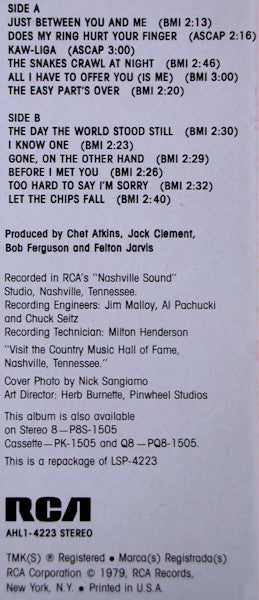 SIDE A
JUST BETWEEN YOU AND ME (BMI 2:13)
DOES MY RING HURT YOUR FINGER (ASCAP 2:16)
KAW-LIGA (ASCAP 3:00)
THE SNAKES CRAWL AT NIGHT (BMI 2:46)
ALL I HAVE TO OFFER YOU (IS ME) (BMI 3:00)
THE EASY PART'S OVER (BMI 2:20)
SIDE B
THE DAY THE WORLD STOOD STILL (BMI 2:30)
I KNOW ONE (BMI 2:23)
GONE, ON THE OTHER HAND (BMI 2:29)
BEFORE I MET YOU (BMI 2:26)
TOO HARD TO SAY I'M SORRY (BMI 2:32)
LET THE CHIPS FALL (BMI 2:40)
Produced by Chet Atkins, Jack Clement,
Bob Ferguson and Felton Jarvis
Recorded in RCA's "Nashville Sound"
Studio, Nashville, Tennessee.
Recording Engineers: Jim Malloy, Al Pachucki
and Chuck Seitz
Recording Technician: Milton Henderson
"Visit the Country Music Hall of Fame,
Nashville, Tennessee."
Cover Photo by Nick Sangiamo
Art Director: Herb Burnette, Pinwheel Studios
This album is also available
on Stereo 8—P8S-1505
Cassette—PK-1505 and Q8—PQ8-1505.
This is a repackage of LSP-4223
RCA
AHL1-4223 STEREO
TMK(S) ® Registered • Marca(s) Registrada(s)
RCA Corporation © 1979, RCA Records,
New York, N.Y. • Printed in U.S.A.